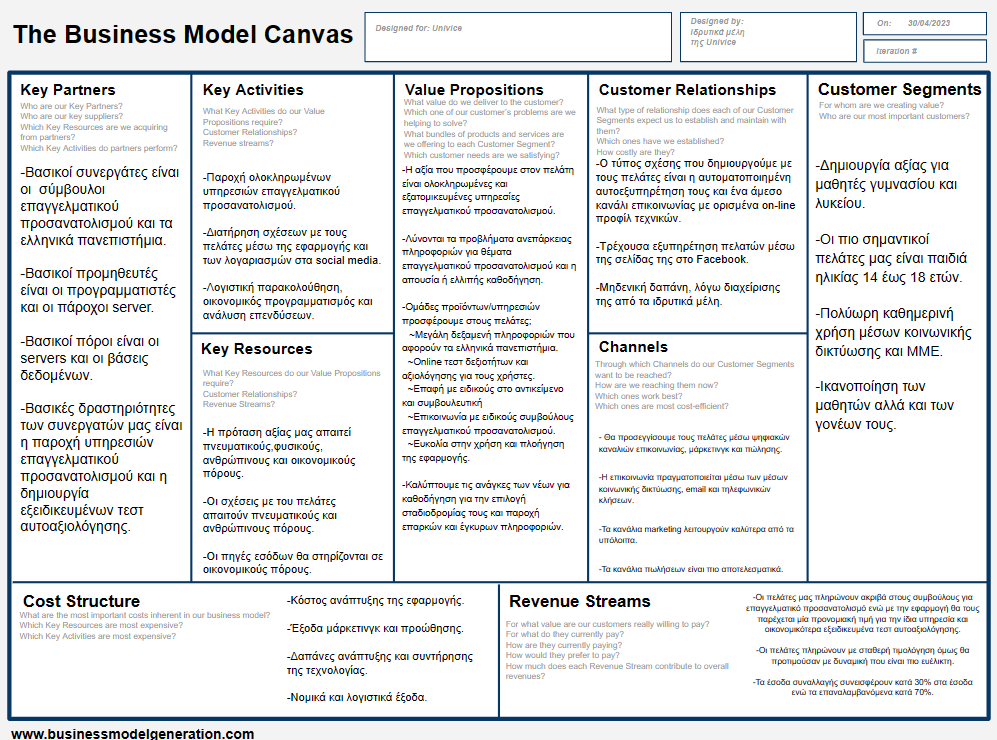 The Business Model Canvas
Designed for: Univice
Designed by:
Ιδρυτικά μέλη
της Univice
On: 30/04/2023
Iteration #
Key Partners
Who are our Key Partners?
Who are our key suppliers?
Which Key Resources are we acquiring
from partners?
Which Key Activities do partners perform?
-Βασικοί συνεργάτες είναι
οι σύμβουλοι
επαγγελματικού
προσανατολισμού και τα
ελληνικά πανεπιστήμια.
-Βασικοί προμηθευτές
είναι οι προγραμματιστές
και οι πάροχοι server.
-Βασικοί πόροι είναι οι
servers και οι βάσεις
δεδομένων.
-Βασικές δραστηριότητες
των συνεργατών μας είναι
η παροχή υπηρεσιών
επαγγελματικού
προσανατολισμού και η
δημιουργία
εξειδικευμένων τεστ
αυτοαξιολόγησης.
Key Activities
What Key Activities do our Value
Propositions require?
Customer Relationships?
Revenue streams?
-Παροχή ολοκληρωμένων
υπηρεσιών επαγγελματικού
προσανατολισμού.
-Διατήρηση σχέσεων με τους
πελάτες μέσω της εφαρμογής και
των λογαριασμών στα social media.
-Λογιστική παρακολούθηση,
οικονομικός προγραμματισμός και
ανάλυση επενδύσεων.
Key Resources
What Key Resources do our Value Propositions
require?
Customer Relationships?
Revenue Streams?
-Η πρόταση αξίας μας απαιτεί
πνευματικούς,φυσικούς,
ανθρώπινους και οικονομικούς
πόρους.
-Οι σχέσεις με του πελάτες
απαιτούν πνευματικούς και
ανθρώπινους πόρους.
-Οι πηγές εσόδων θα στηρίζονται σε
οικονομικούς πόρους.
Value Propositions
What value do we deliver to the customer?
Which one of our customer's problems are we
helping to solve?
What bundles of products and services are
we offering to each Customer Segment?
Which customer needs are we satisfying?
-Η αξία που προσφέρουμε στον πελάτη
είναι ολοκληρωμένες και
εξατομικευμένες υπηρεσίες
επαγγελματικού προσανατολισμού.
-Λύνονται τα προβλήματα ανεπάρκειας
πληροφοριών για θέματα
επαγγελματικού προσανατολισμού και η
απουσία ή ελλιπής καθοδήγηση.
-Ομάδες προϊόντων/υπηρεσιών
προσφέρουμε στους πελάτες;
~Μεγάλη δεξαμενή πληροφοριών που
αφορούν τα ελληνικά πανεπιστήμια.
~Online τεστ δεξιοτήτων και
αξιολόγησης για τους χρήστες.
~Επαφή με ειδικούς στο αντικείμενο
και συμβουλευτική
~Επικοινωνία με ειδικούς συμβούλους
επαγγελματικού προσανατολισμού.
~Ευκολία στην χρήση και πλοήγηση
της εφαρμογής.
-Καλύπτουμε τις ανάγκες των νέων για
καθοδήγηση για την επιλογή
σταδιοδρομίας τους και παροχή
επαρκών και έγκυρων πληροφοριών.
Customer Relationships
What type of relationship does each of our Customer
Segments expect us to establish and maintain with
them?
Which ones have we established?
How costly are they?
-Ο τύπος σχέσης που δημιουργούμε με
τους πελάτες είναι η αυτοματοποιημένη
αυτοεξυπηρέτηση τους και ένα άμεσο
κανάλι επικοινωνίας με ορισμένα on-line
προφίλ τεχνικών.
-Τρέχουσα εξυπηρέτηση πελατών μέσω
της σελίδας της στο Facebook.
-Μηδενική δαπάνη, λόγω διαχείρισης
της από τα ιδρυτικά μέλη.
Channels
Through which Channels do our Customer Segments
want to be reached?
How are we reaching them now?
Which ones work best?
Which ones are most cost-efficient?
- Θα προσεγγίσουμε τους πελάτες μέσω ψηφιακών
καναλιών επικοινωνίας, μάρκετινγκ και πώλησης.
-Η επικοινωνία πραγματοποιείται μέσω των μέσων
κοινωνικής δικτύωσης, email και τηλεφωνικών
κλήσεων.
-Τα κανάλια marketing λειτουργούν καλύτερα από τα
υπόλοιπα.
-Τα κανάλια πωλήσεων είναι πιο αποτελεσματικά.
Customer Segments
For whom are we creating value?
Who are our most important customers?
-Δημιουργία αξίας για
μαθητές γυμνασίου και
λυκείου.
-Οι πιο σημαντικοί
πελάτες μας είναι παιδιά
ηλικίας 14 έως 18 ετών.
-Πολύωρη καθημερινή
χρήση μέσων κοινωνικής
δικτύωσης και ΜΜΕ.
-Ικανοποίηση των
μαθητών αλλά και των
γονέων τους.
Cost Structure
What are the most important costs inherent in our business model?
Which Key Resources are most expensive?
Which Key Activities are most expensive?
-Κόστος ανάπτυξης της εφαρμογής.
-Έξοδα μάρκετινγκ και προώθησης.
-Δαπάνες ανάπτυξης και συντήρησης
της τεχνολογίας.
-Νομικά και λογιστικά έξοδα.
Revenue Streams
For what value are our customers really willing to pay?
For what do they currently pay?
How are they currently paying?
How would they prefer to pay?
How much does each Revenue Stream contribute to overall
revenues?
-Οι πελάτες μας πληρώνουν ακριβά στους συμβούλους για
επαγγελματικό προσανατολισμό ενώ με την εφαρμογή θα τους
παρέχεται μία προνομιακή τιμή για την ίδια υπηρεσία και
οικονομικότερα εξειδικευμένα τεστ αυτοαξιολόγησης.
-Οι πελάτες πληρώνουν με σταθερή τιμολόγηση όμως θα
προτιμούσαν με δυναμική που είναι πιο ευέλικτη.
-Τα έσοδα συναλλαγής συνεισφέρουν κατά 30% στα έσοδα
ενώ τα επαναλαμβανόμενα κατά 70%.
www.businessmodelgeneration.com